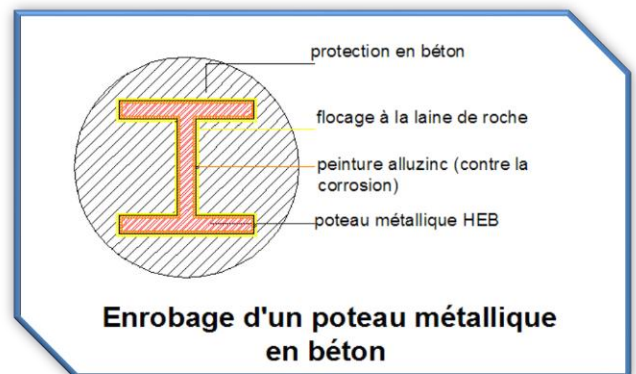 protection en béton
flocage à la laine de roche
peinture alluzinc (contre la
corrosion)
poteau métallique HEB
Enrobage d'un poteau métallique
en béton